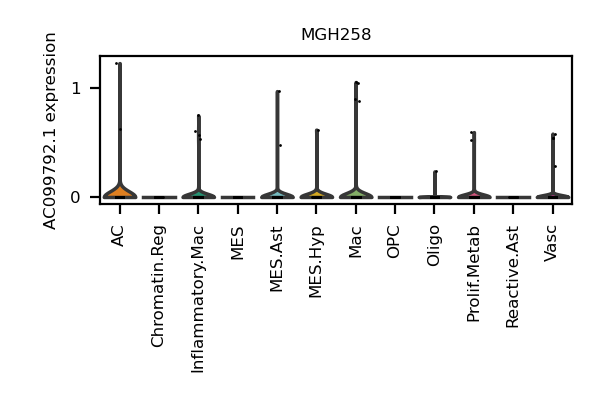 MGH258
AC099792.1 expression
1
0
AC
Chromatin.Reg
Inflammatory.Mac
MES
MES.Ast
MES.Hyp
Mac
OPC
Oligo
Prolif.Metab
Reactive.Ast
Vasc